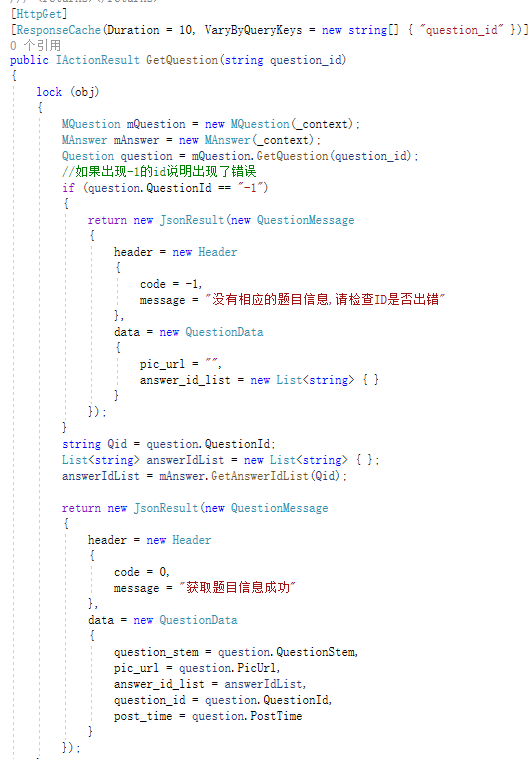 /// </returns></returns>
[HttpGet]
[ResponseCache(Duration = 10, VaryByQueryKeys = new string[] { "question_id" })]
0 个引用
public IActionResult GetQuestion(string question_id)
{
lock (obj)
{
MQuestion mQuestion = new MQuestion(_context);
MAnswer mAnswer = new MAnswer(_context);
Question question = mQuestion.GetQuestion(question_id);
//如果出现-1的id说明出现了错误
if (question.QuestionId == "-1")
{
return new JsonResult(new QuestionMessage
{
header = new Header
{
code = -1,
message = "没有相应的题目信息,请检查ID是否出错"
},
data = new QuestionData
{
pic_url = "",
answer_id_list = new List<string> { }
}
});
}
string Qid = question.QuestionId;
List<string> answerIdList = new List<string> { };
answerIdList = mAnswer.GetAnswerIdList(Qid);
return new JsonResult(new QuestionMessage
{
header = new Header
{
code = 0,
message = "获取题目信息成功"
},
data = new QuestionData
{
question_stem = question.QuestionStem,
pic_url = question.PicUrl,
answer_id_list = answerIdList,
question_id = question.QuestionId,
post_time = question.PostTime
}
});